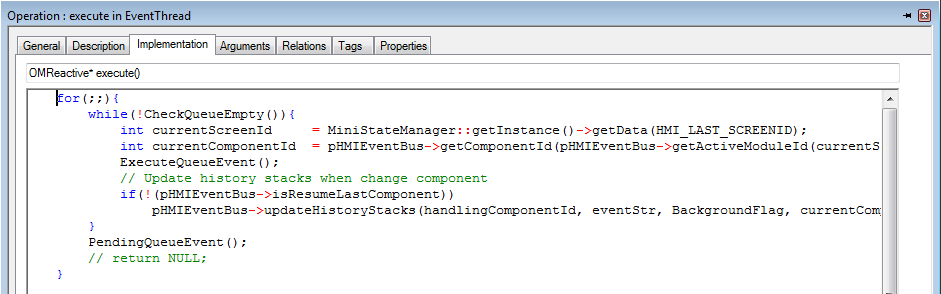 Operation : execute in EventThread
General Description Implementation Arguments Relations Tags Properties
OMReactive* execute()
for(;;){
while(!CheckQueueEmpty()){
int currentScreenId = MiniStateManager::getInstance()->getData(HMI_LAST_SCREENID);
int currentComponentId = pHMIEventBus->getComponentId(pHMIEventBus->getActiveModuleId(currentS
ExecuteQueueEvent();
// Update history stacks when change component
if(!(pHMIEventBus->isResumeLastComponent))
pHMIEventBus->updateHistoryStacks(handlingComponentId, eventStr, BackgroundFlag, currentCom
}
PendingQueueEvent();
// return NULL;
}